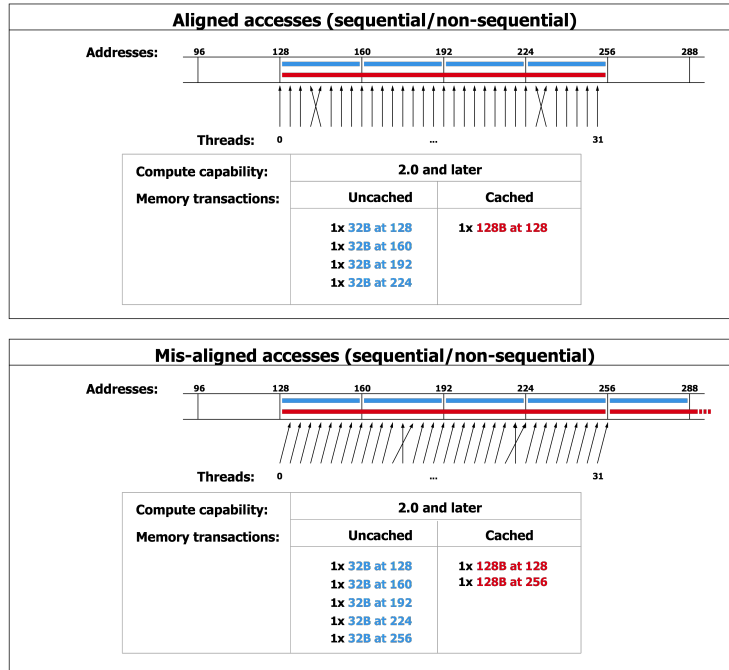 Aligned accesses (sequential/non-sequential)
Addresses: 96 128 160 192 224 256 288
Threads: 0 ... 31
Compute capability: 2.0 and later
Memory transactions: Uncached Cached
1x 32B at 128 1x 128B at 128
1x 32B at 160
1x 32B at 192
1x 32B at 224
Mis-aligned accesses (sequential/non-sequential)
Addresses: 96 128 160 192 224 256 288
Threads: 0 ... 31
Compute capability: 2.0 and later
Memory transactions: Uncached Cached
1x 32B at 128 1x 128B at 128
1x 32B at 160 1x 128B at 256
1x 32B at 192
1x 32B at 224
1x 32B at 256